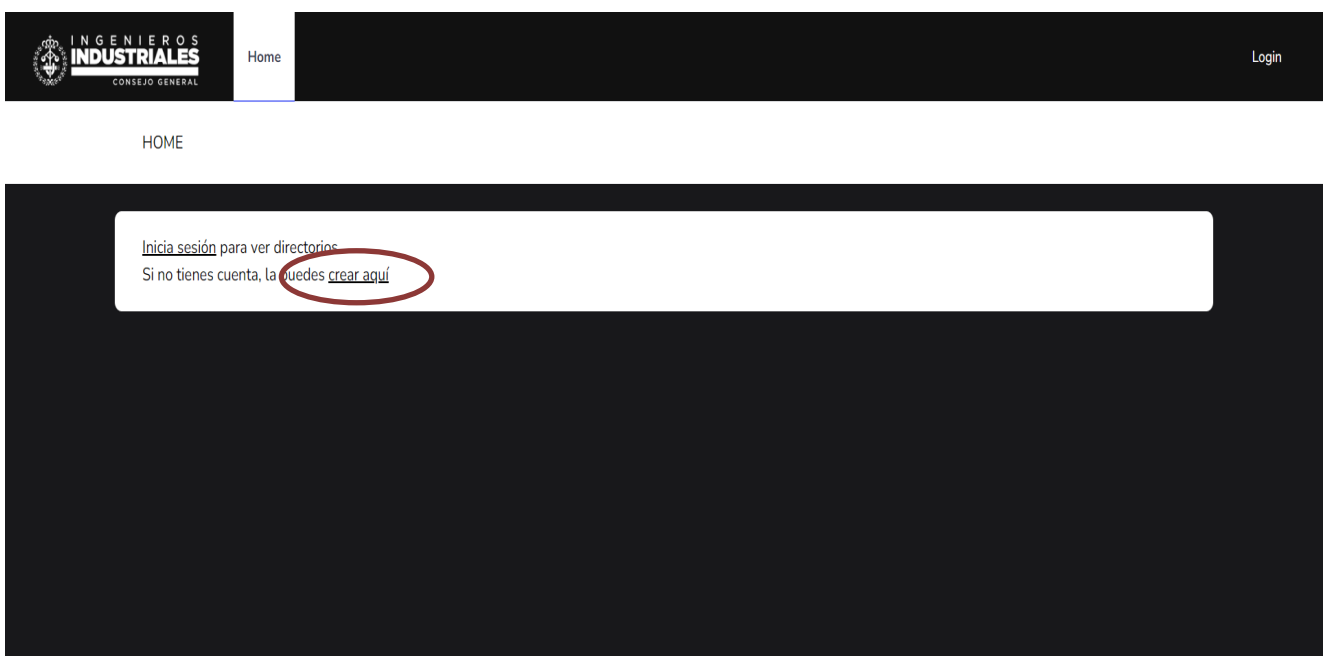 INGENIEROS
INDUSTRIALES
CONSEJO GENERAL
Home
Login
HOME
Inicia sesión para ver directorios
Si no tienes cuenta, la puedes crear aquí